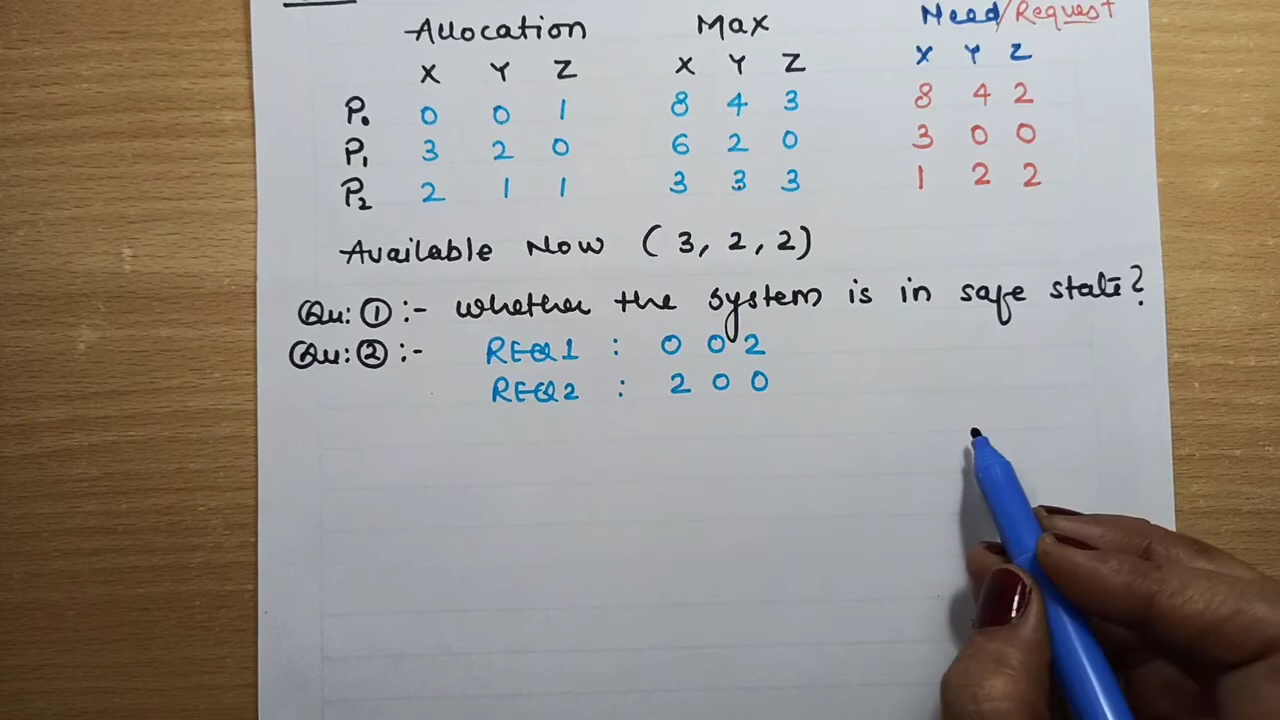 Allocation Max Need/Request
X Y Z X Y Z X Y Z
P0 0 0 1 8 4 3 8 4 2
P1 3 2 0 6 2 0 3 0 0
P2 2 1 1 3 3 3 1 2 2
Available Now (3, 2, 2)
Qu: ① :- whether the system is in safe state?
Qu: ② :- REQ1 : 0 0 2
REQ2 : 2 0 0